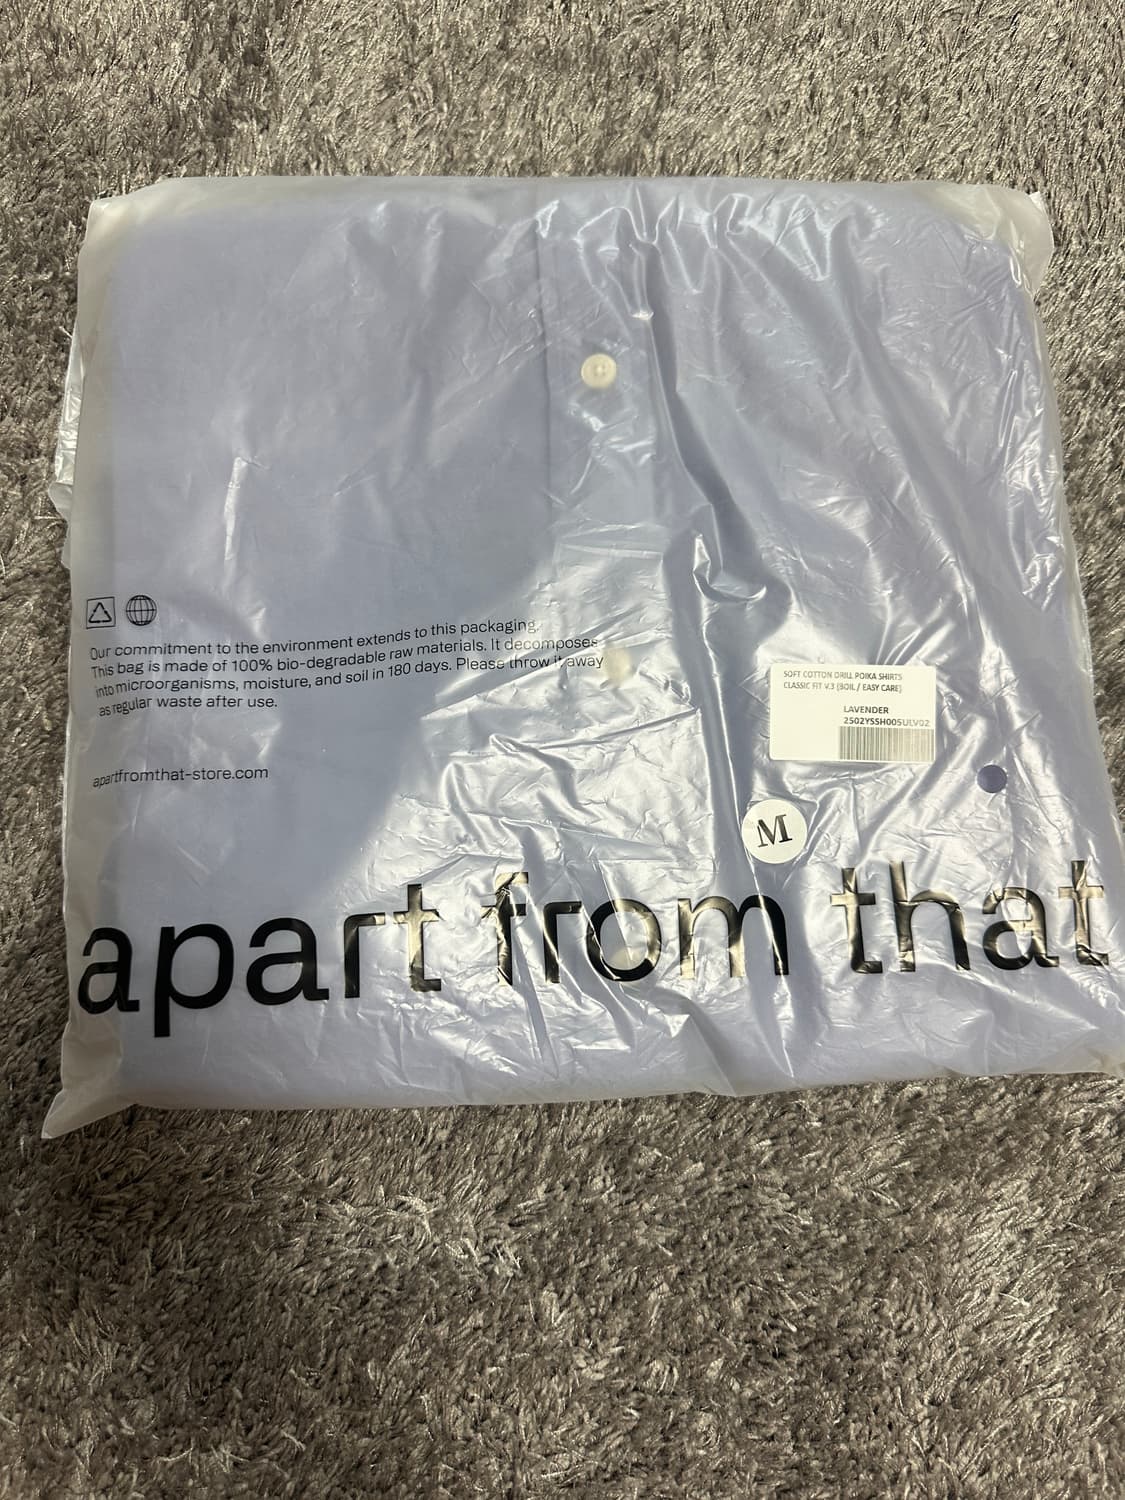 Our commitment to the environment extends to this packaging.
This bag is made of 100% bio-degradable raw materials. It decomposes
into microorganisms, moisture, and soil in 180 days. Please throw it away
as regular waste after use.
apartfromthat-store.com
SOFT COTTON DRILL POIKA SHIRTS
CLASSIC FIT V.3 (BOIL / EASY CARE)
LAVENDER
2502YSSH005ULV02
M
apart from that